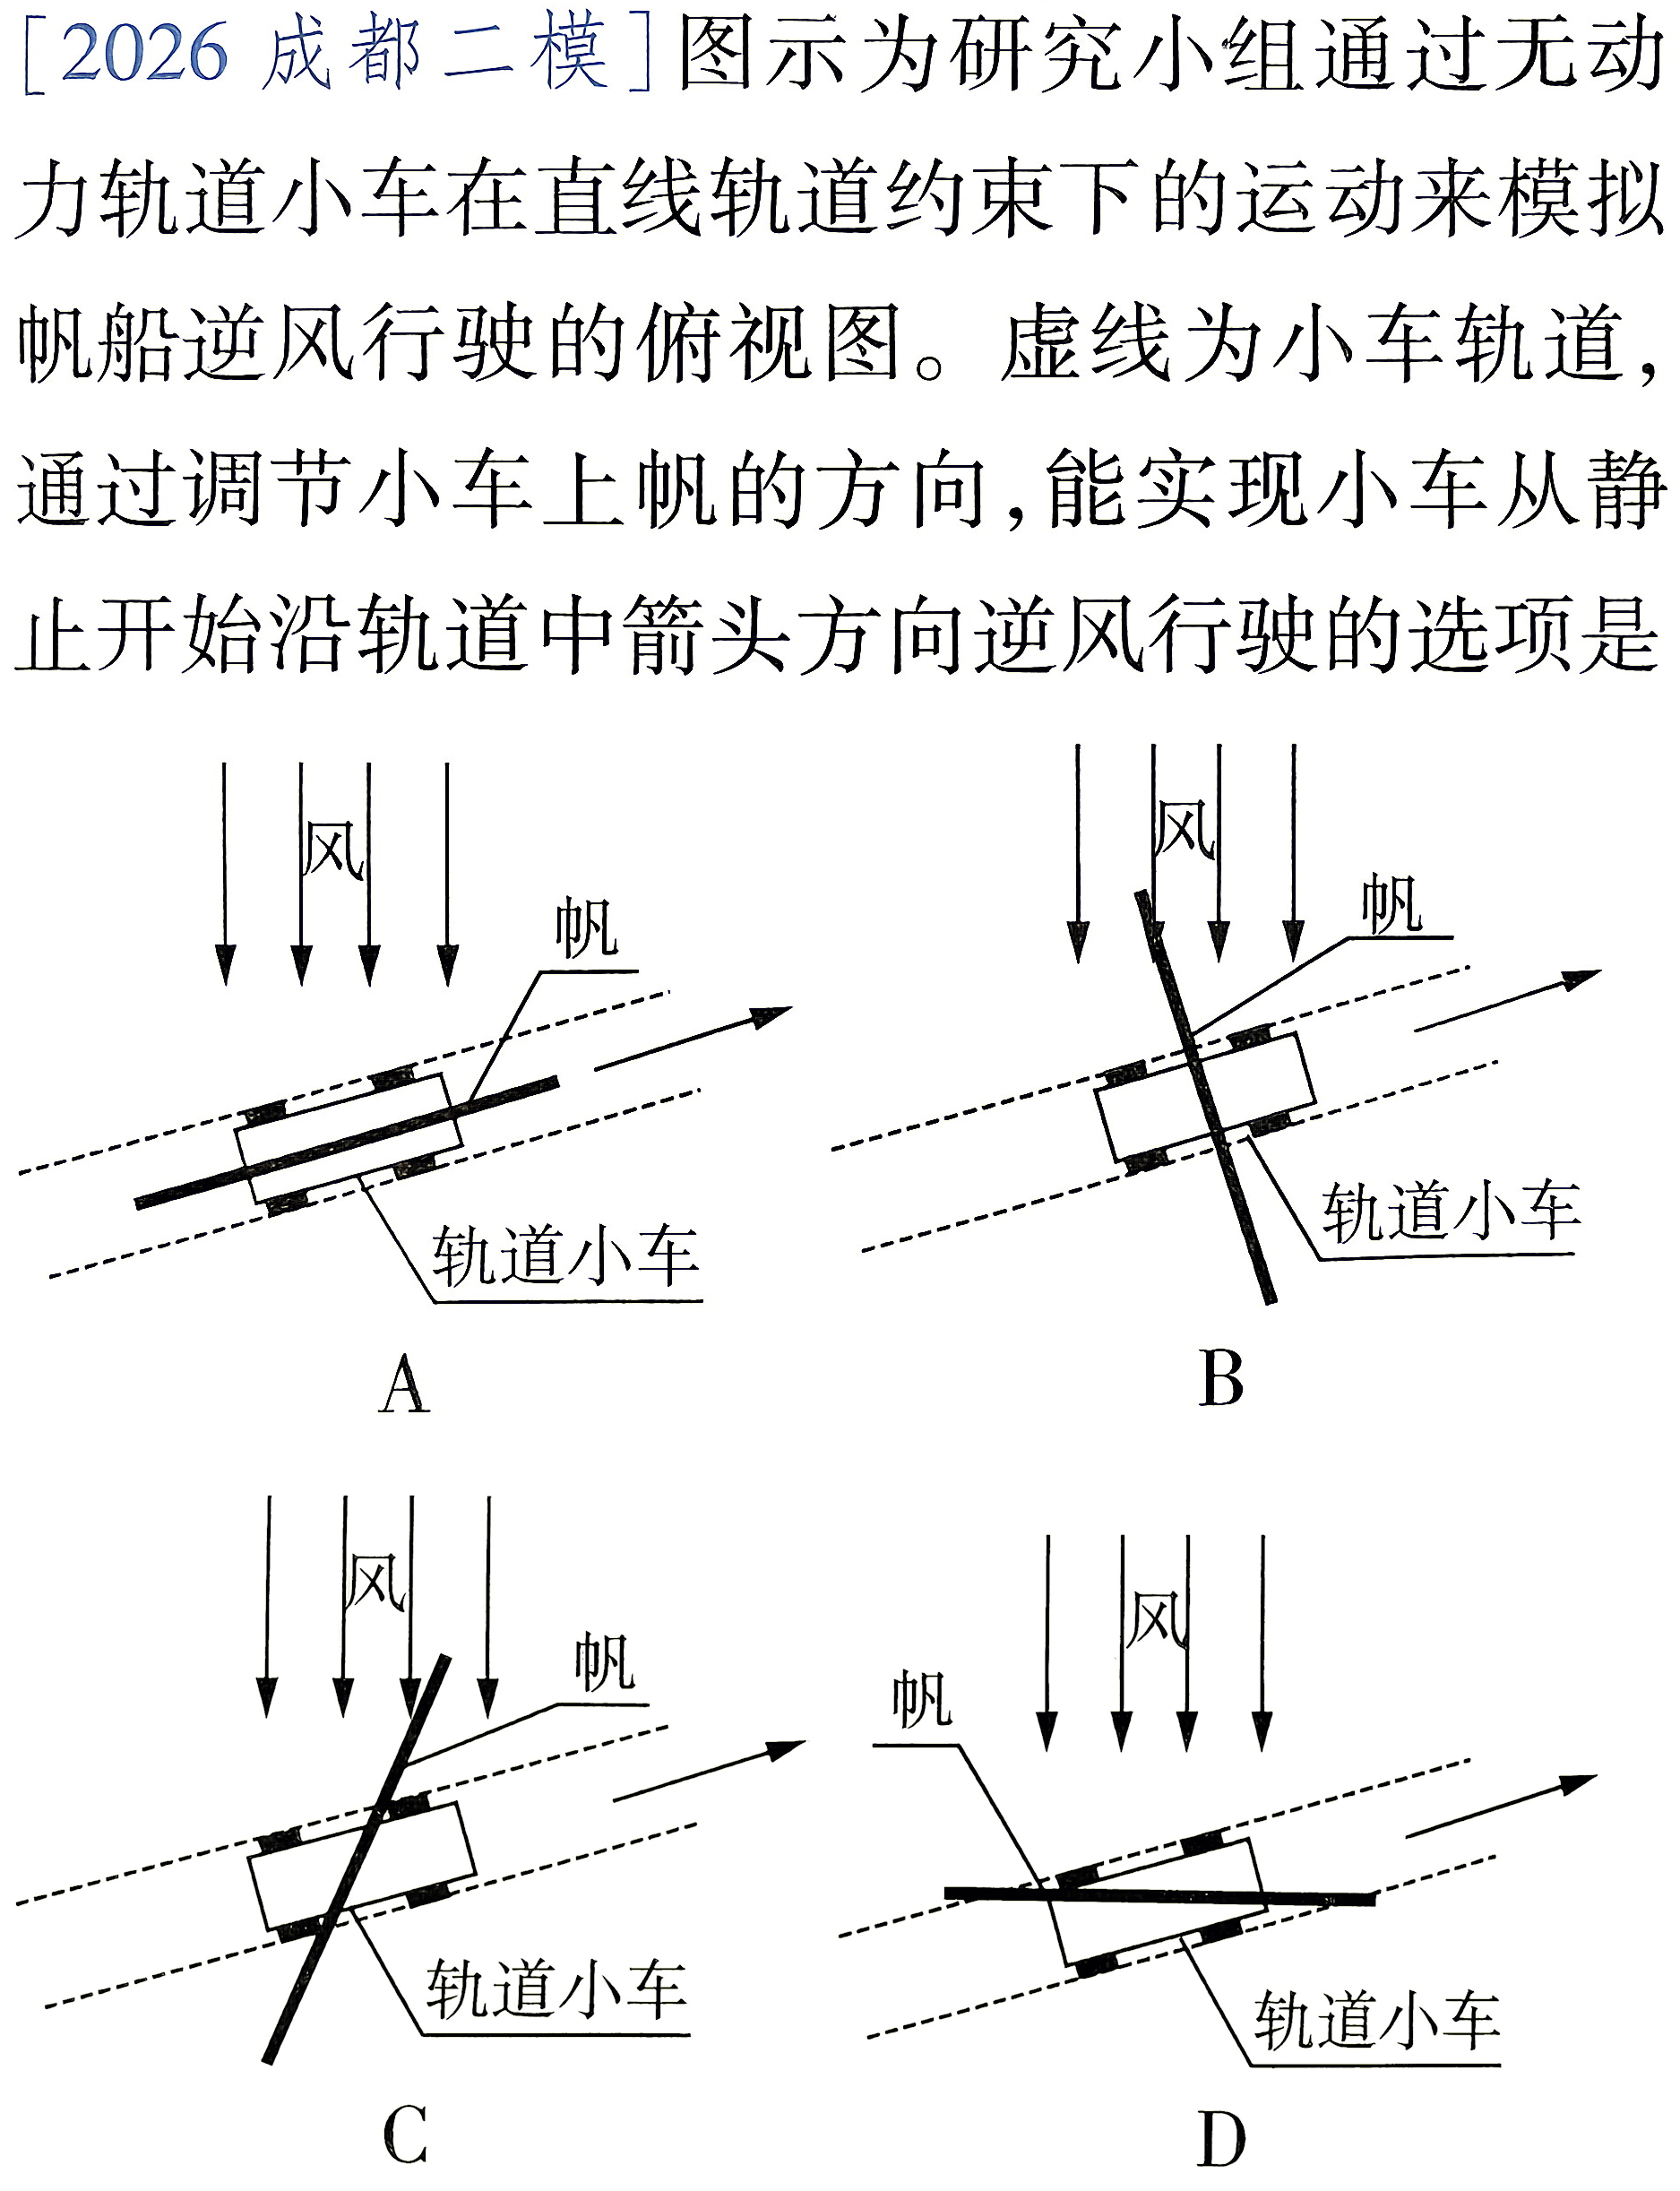 [2026 成都二模]图示为研究小组通过无动
力轨道小车在直线轨道约束下的运动来模拟
帆船逆风行驶的俯视图。虚线为小车轨道,
通过调节小车上帆的方向,能实现小车从静
止开始沿轨道中箭头方向逆风行驶的选项是
风
帆
轨道小车
A
风
帆
轨道小车
B
风
帆
轨道小车
C
风
帆
轨道小车
D